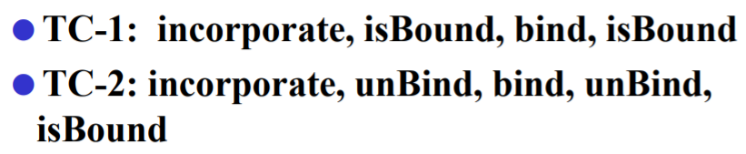 ● TC-1: incorporate, isBound, bind, isBound
● TC-2: incorporate, unBind, bind, unBind,
isBound